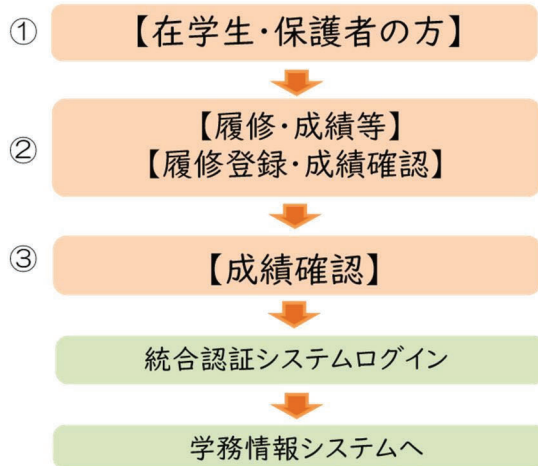 ① 【在学生・保護者の方】
② 【履修・成績等】
【履修登録・成績確認】
③ 【成績確認】
統合認証システムログイン
学務情報システムへ